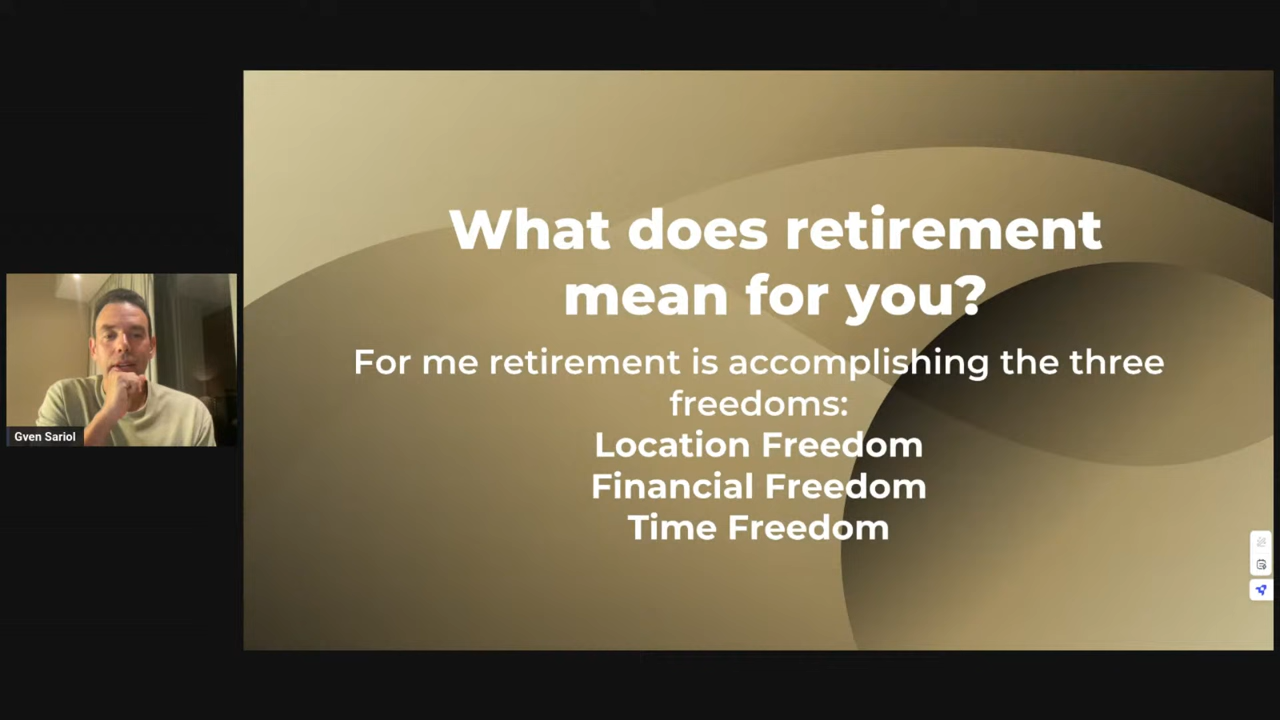 What does retirement
mean for you?
For me retirement is accomplishing the three
freedoms:
Location Freedom
Financial Freedom
Time Freedom
Gven Sariol